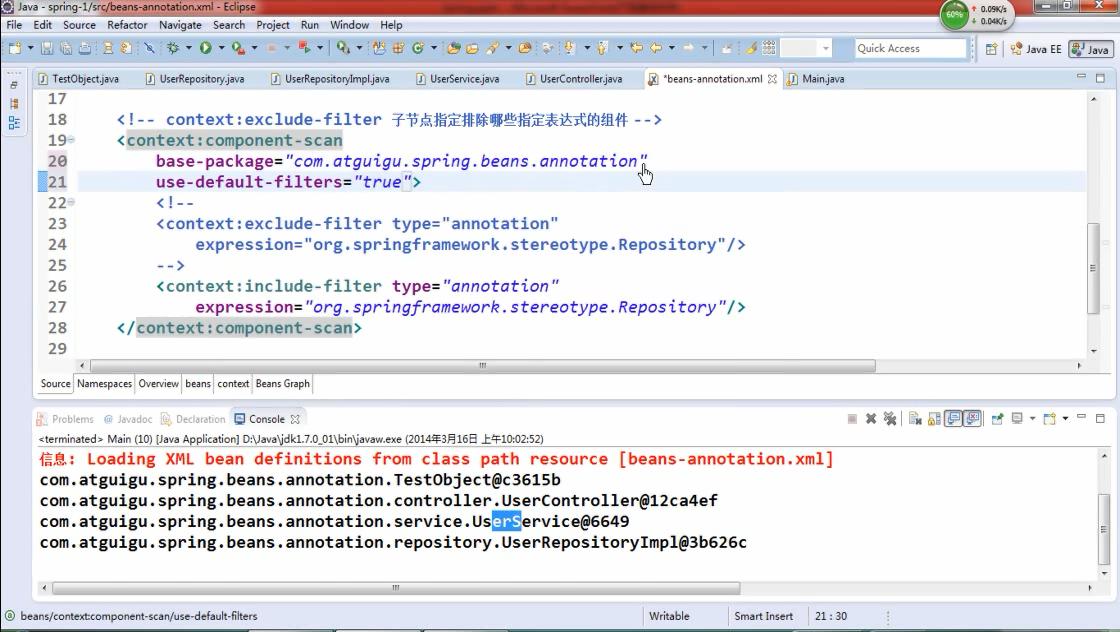 Java - spring-1/src/beans-annotation.xml - Eclipse
60%
0.09K/s
0.04K/s
File Edit Source Refactor Navigate Search Project Run Window Help
Quick Access
Java EE
Java
TestObject.java
UserRepository.java
UserRepositoryImpl.java
UserService.java
UserController.java
*beans-annotation.xml
Main.java
17
18 <!-- context:exclude-filter 子节点指定排除哪些指定表达式的组件 -->
19 <context:component-scan
20 base-package="com.atguigu.spring.beans.annotation"
21 use-default-filters="true">
22 <!--
23 <context:exclude-filter type="annotation"
24 expression="org.springframework.stereotype.Repository"/>
25 -->
26 <context:include-filter type="annotation"
27 expression="org.springframework.stereotype.Repository"/>
28 </context:component-scan>
29
Source Namespaces Overview beans context Beans Graph
Problems @ Javadoc Declaration Console
<terminated> Main (10) [Java Application] D:\Java\jdk1.7.0_01\bin\javaw.exe (2014年3月16日 上午10:02:52)
信息: Loading XML bean definitions from class path resource [beans-annotation.xml]
com.atguigu.spring.beans.annotation.TestObject@c3615b
com.atguigu.spring.beans.annotation.controller.UserController@12ca4ef
com.atguigu.spring.beans.annotation.service.UserService@6649
com.atguigu.spring.beans.annotation.repository.UserRepositoryImpl@3b626c
beans/context:component-scan/use-default-filters
Writable
Smart Insert
21 : 30